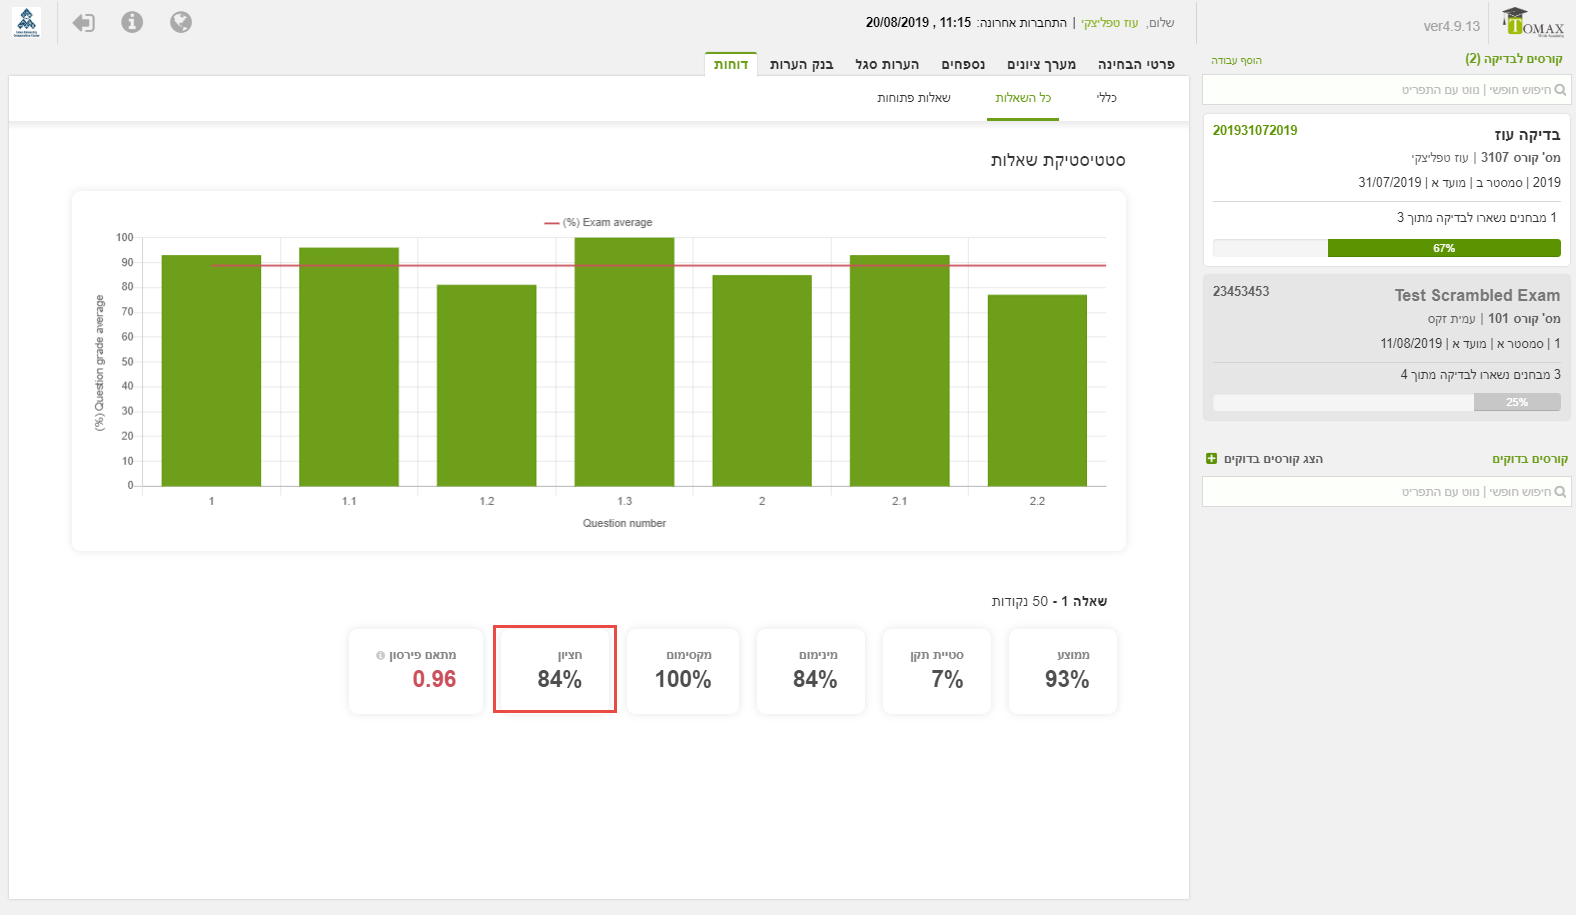 TOMAX
ver4.9.13
שלום, עוז טפליצקי | התחברות אחרונה: 11:15 , 20/08/2019
קורסים לבדיקה (2)
הוסף עבודה
חיפוש חופשי | נווט עם התפריט
בדיקה עוז
201931072019
מס' קורס 3107 | עוז טפליצקי
2019 | סמסטר ב | מועד א | 31/07/2019
1 מבחנים נשארו לבדיקה מתוך 3
67%
Test Scrambled Exam
23453453
מס' קורס 101 | עמית זקס
1 | סמסטר א | מועד א | 11/08/2019
3 מבחנים נשארו לבדיקה מתוך 4
25%
קורסים בדוקים
הצג קורסים בדוקים
חיפוש חופשי | נווט עם התפריט
פרטי הבחינה
מערך ציונים
נספחים
הערות סגל
בנק הערות
דוחות
כללי
כל השאלות
שאלות פתוחות
סטטיסטיקת שאלות
(%) Exam average
(%) Question grade average
100
90
80
70
60
50
40
30
20
10
0
1
1.1
1.2
1.3
2
2.1
2.2
Question number
שאלה 1 - 50 נקודות
ממוצע
93%
סטיית תקן
7%
מינימום
84%
מקסימום
100%
חציון
84%
מתאם פירסון
0.96